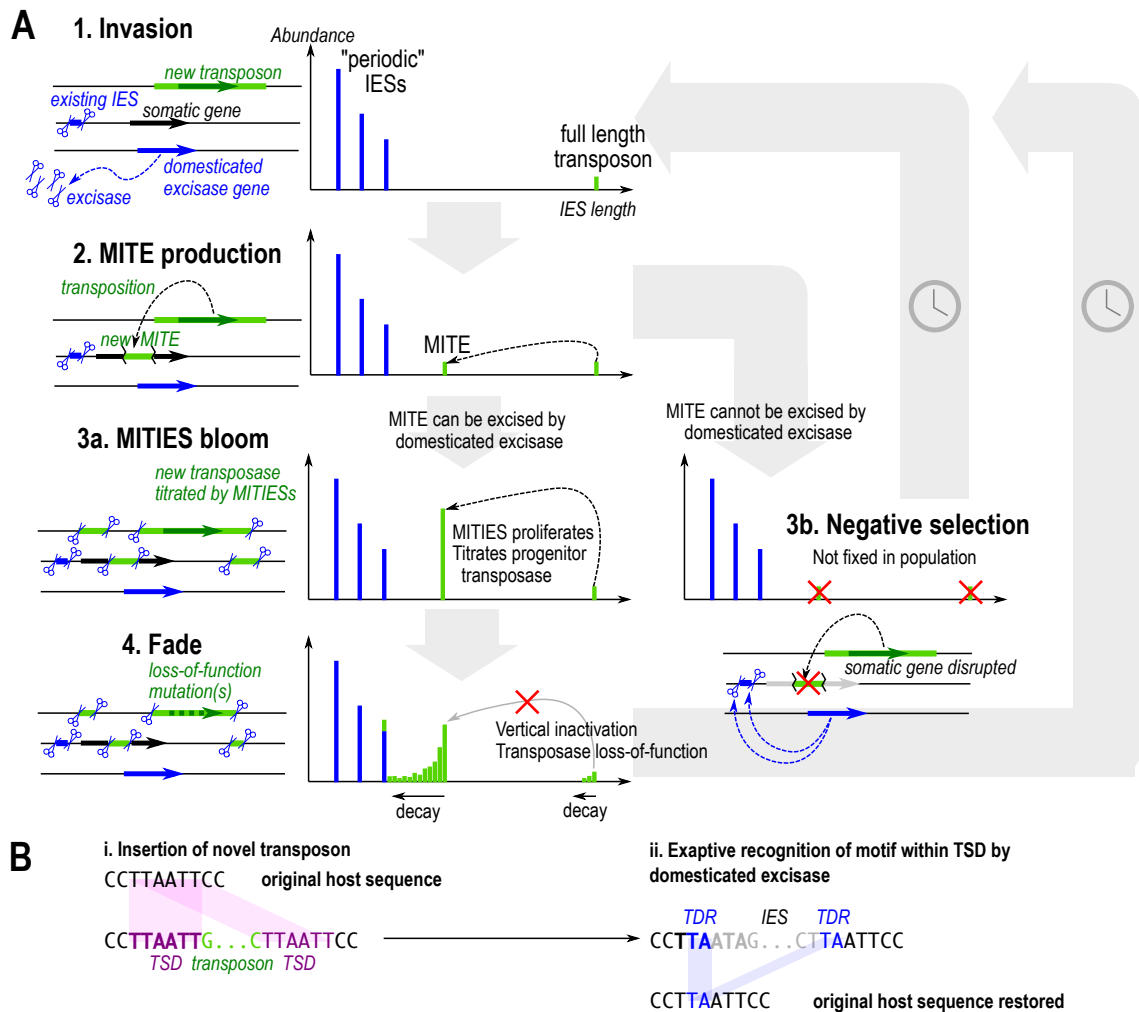 A
1. Invasion
new transposon
existing IES
somatic gene
domesticated
excisase gene
excisase
Abundance
"periodic"
IESs
full length
transposon
IES length
2. MITE production
transposition
new MITE
MITE
MITE can be excised by
domesticated excisase
MITE cannot be excised by
domesticated excisase
3a. MITIES bloom
new transposase
titrated by MITIESs
MITIES proliferates
Titrates progenitor
transposase
3b. Negative selection
Not fixed in population
somatic gene disrupted
4. Fade
loss-of-function
mutation(s)
Vertical inactivation
Transposase loss-of-function
decay
decay
B
i. Insertion of novel transposon
CCTTAATTCC original host sequence
CCTTAATTG...CTTAATTCC
TSD transposon TSD
ii. Exaptive recognition of motif within TSD by
domesticated excisase
TDR IES TDR
CCTTAATAG...CTTAATTCC
CCTTAATTCC original host sequence restored